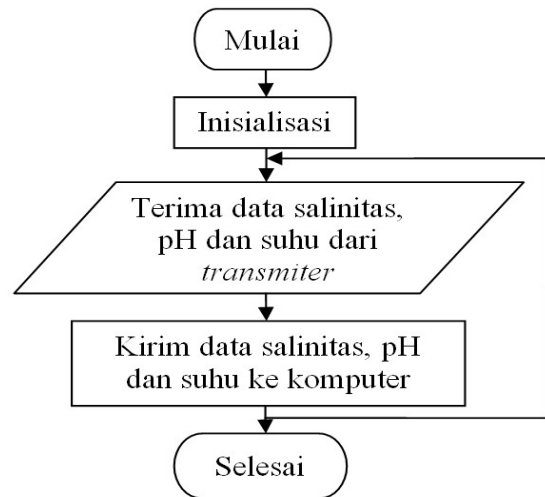 Mulai
Inisialisasi
Terima data salinitas,
pH dan suhu dari
transmiter
Kirim data salinitas, pH
dan suhu ke komputer
Selesai